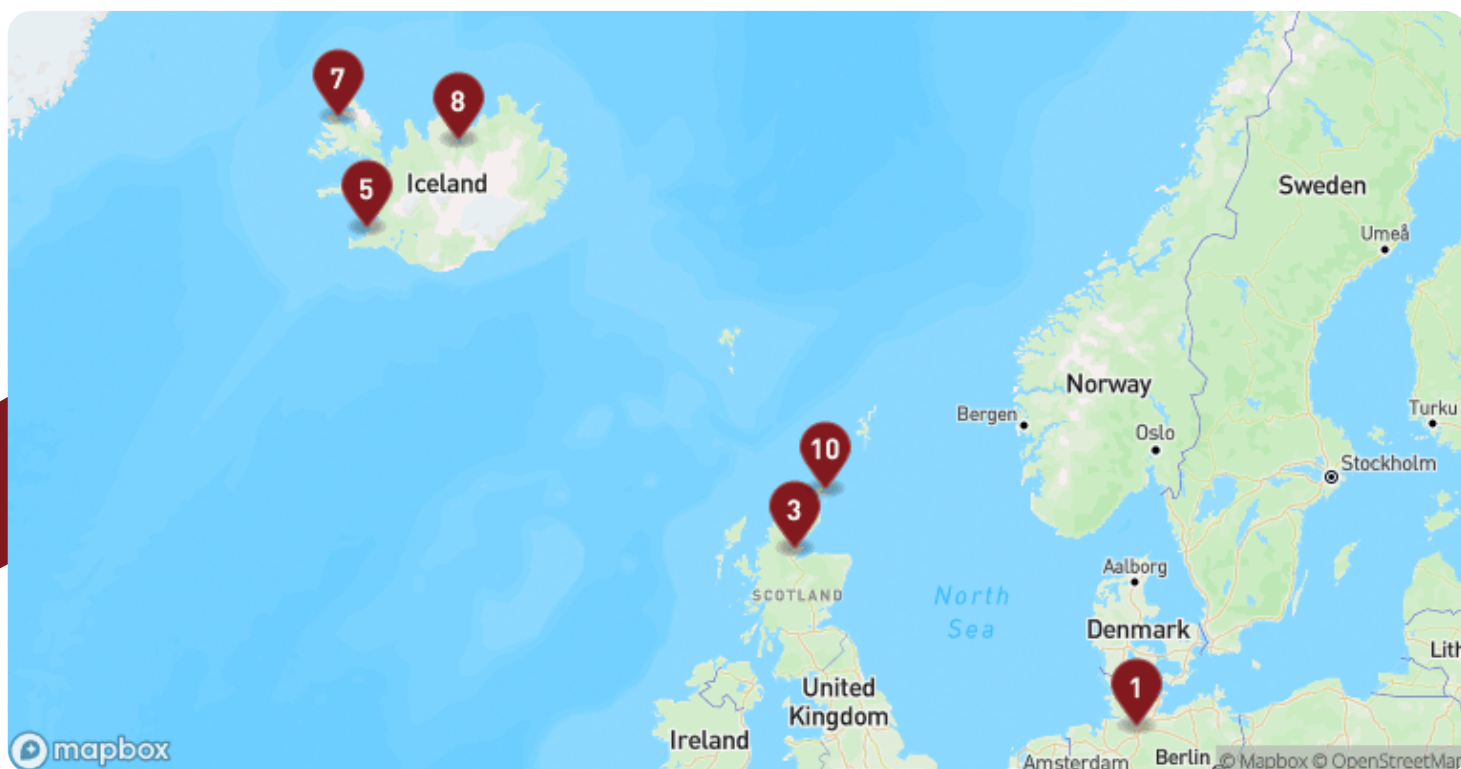 7
8
5
Iceland
Sweden
Umeå
Norway
Bergen
Oslo
Turku
Stockholm
10
3
SCOTLAND
North
Sea
Aalborg
Denmark
Lith
1
United
Kingdom
Ireland
Amsterdam
Berlin
mapbox
© Mapbox © OpenStreetMap